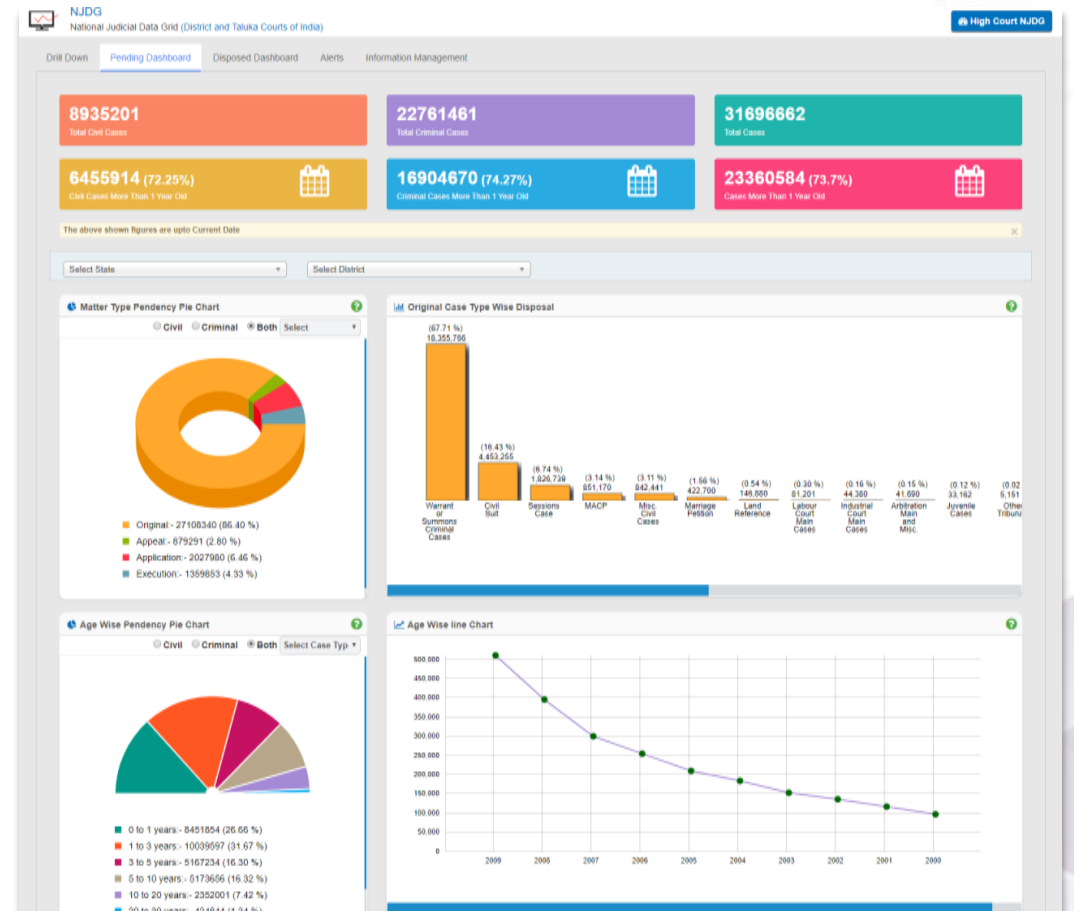 NJDG
National Judicial Data Grid (District and Taluka Courts of India)
High Court NJDG
Drill Down Pending Dashboard Disposed Dashboard Alerts Information Management
8935201
Total Civil Cases
22761461
Total Criminal Cases
31696662
Total Cases
6455914 (72.25%)
Civil Cases More Than 1 Year Old
16904670 (74.27%)
Criminal Cases More Than 1 Year Old
23360584 (73.7%)
Cases More Than 1 Year Old
The above shown figures are upto Current Date
Select State
Select District
Matter Type Pendency Pie Chart
Civil Criminal Both Select
Original:- 27108340 (86.40 %)
Appeal:- 879291 (2.80 %)
Application:- 2027980 (6.46 %)
Execution:- 1359853 (4.33 %)
Original Case Type Wise Disposal
(67.71 %)
18,355,766
(16.43 %)
4,453,255
(6.74 %)
1,826,739
(3.14 %)
851,170
(3.11 %)
842,441
(1.56 %)
422,700
(0.54 %)
146,880
(0.30 %)
81,201
(0.16 %)
44,380
(0.15 %)
41,690
(0.12 %)
33,162
(0.02
5,151
Warrant
or
Summons
Criminal
Cases
Civil
Suit
Sessions
Case
MACP
Misc.
Civil
Cases
Marriage
Petition
Land
Reference
Labour
Court
Main
Cases
Industrial
Court
Main
Cases
Arbitration
Main
and
Misc.
Juvenile
Cases
Other
Tribuna
Age Wise Pendency Pie Chart
Civil Criminal Both Select Case Typ
0 to 1 years:- 8451854 (26.66 %)
1 to 3 years:- 10039597 (31.67 %)
3 to 5 years:- 5167234 (16.30 %)
5 to 10 years:- 5173656 (16.32 %)
10 to 20 years:- 2352001 (7.42 %)
Age Wise line Chart
500,000
450,000
400,000
350,000
300,000
250,000
200,000
150,000
100,000
50,000
0
2009 2008 2007 2006 2005 2004 2003 2002 2001 2000